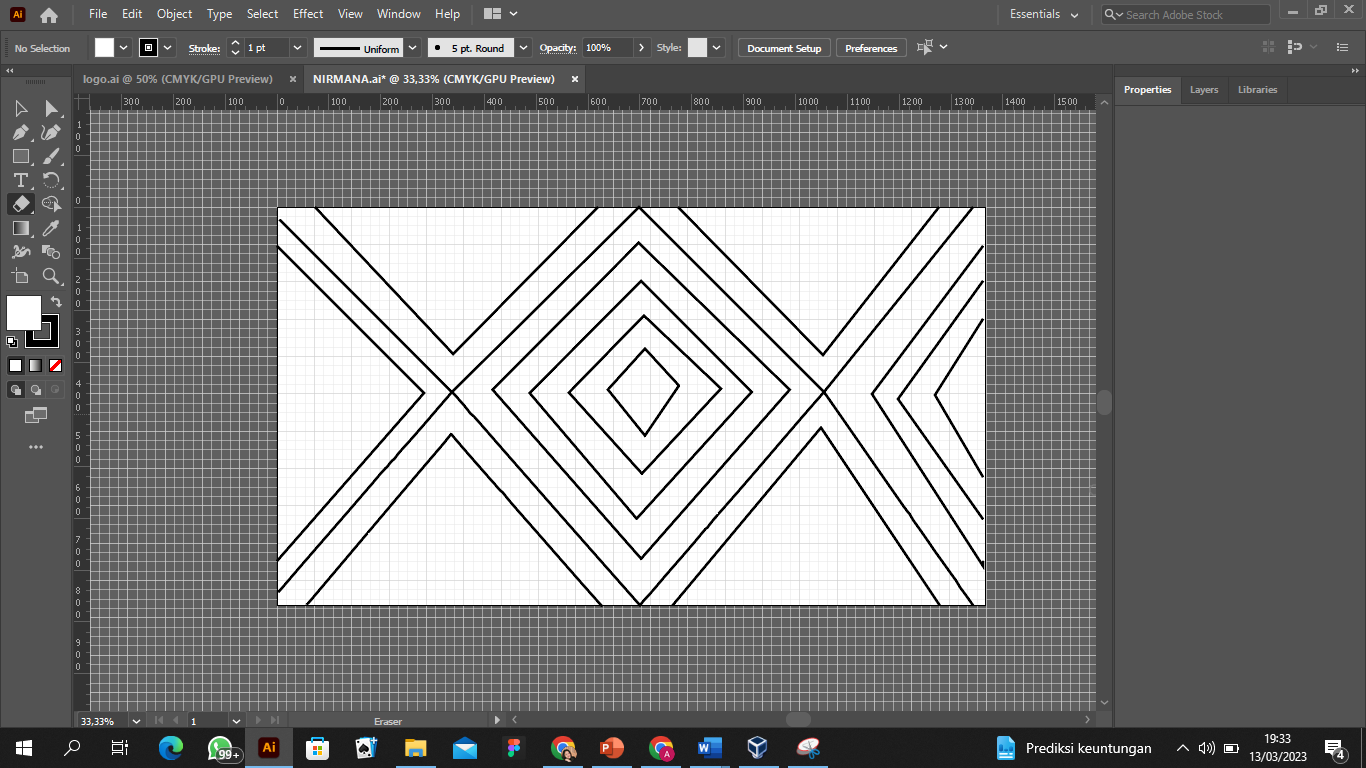 Ai File Edit Object Type Select Effect View Window Help Essentials Search Adobe Stock
No Selection Stroke: 1 pt Uniform 5 pt. Round Opacity: 100% Style: Document Setup Preferences
logo.ai @ 50% (CMYK/GPU Preview) NIRMANA.ai* @ 33,33% (CMYK/GPU Preview)
Properties Layers Libraries
300 200 100 0 100 200 300 400 500 600 700 800 900 1000 1100 1200 1300 1400 1500
100
0
100
200
300
400
500
600
700
800
900
33,33% 1 Eraser
99+ Ai Prediksi keuntungan 19:33
13/03/2023 4